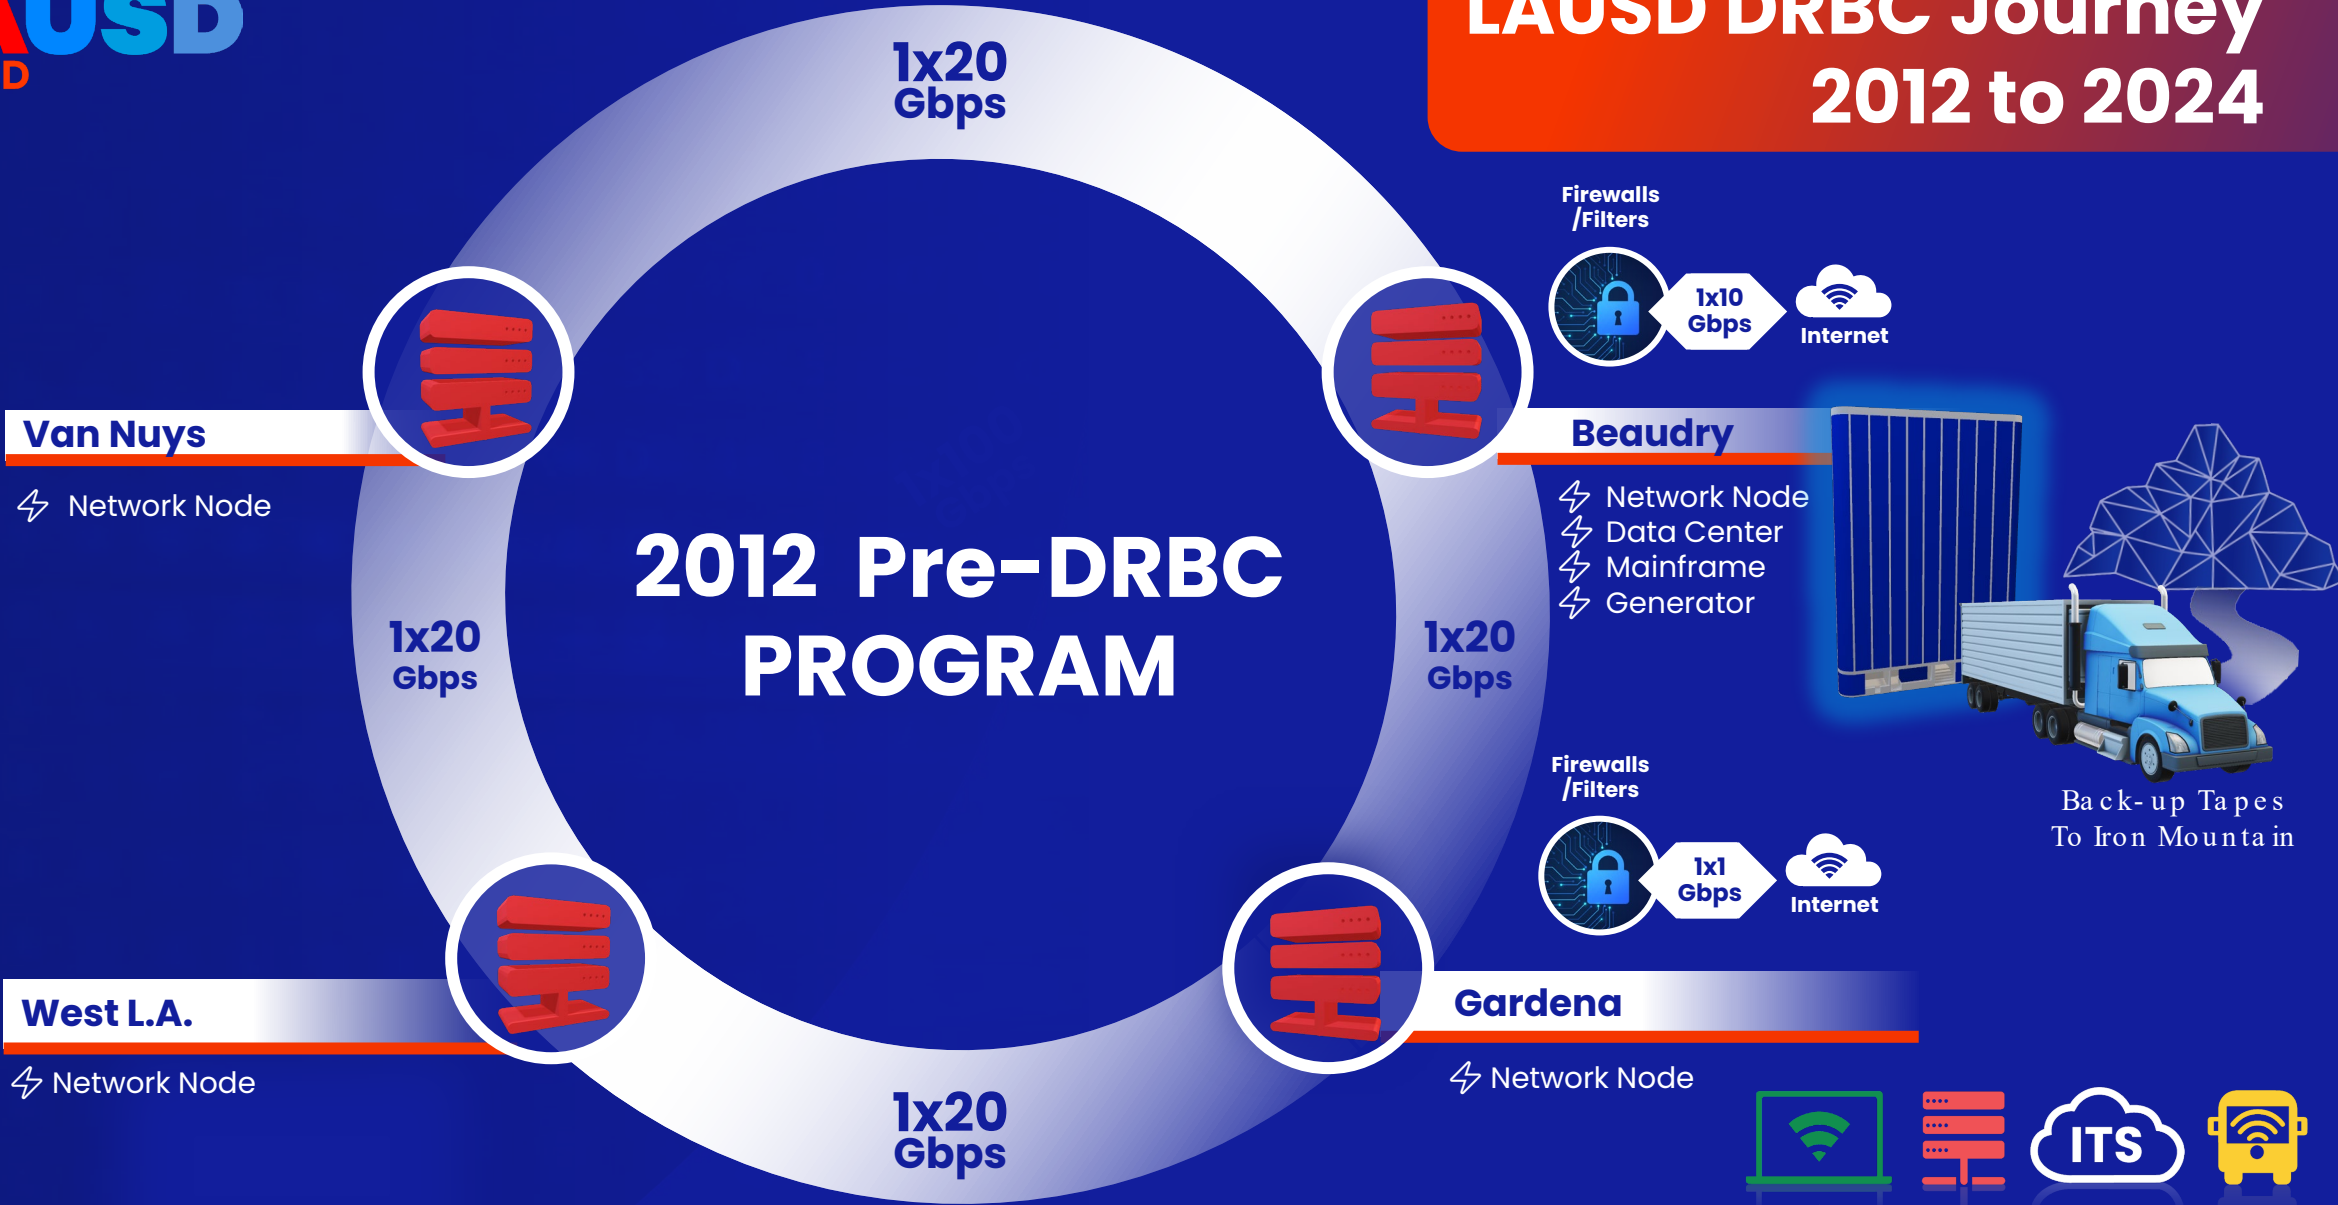 AUSD
D
LAUSD DRBC Journey
2012 to 2024
1x20
Gbps
Firewalls
/Filters
1x10
Gbps
Internet
Van Nuys
Network Node
Beaudry
Network Node
Data Center
Mainframe
Generator
2012 Pre-DRBC
PROGRAM
1x20
Gbps
1x20
Gbps
Back-up Tapes
To Iron Mountain
Firewalls
/Filters
1x1
Gbps
Internet
West L.A.
Network Node
Gardena
Network Node
1x20
Gbps
ITS